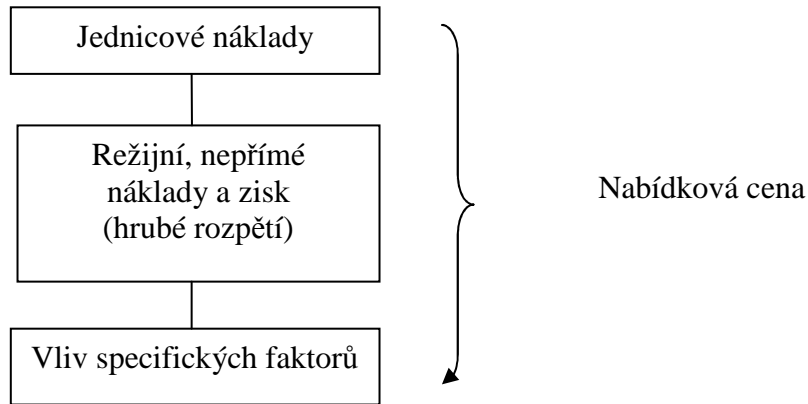 Jednicové náklady
Režijní, nepřímé
náklady a zisk
(hrubé rozpětí)
Nabídková cena
Vliv specifických faktorů